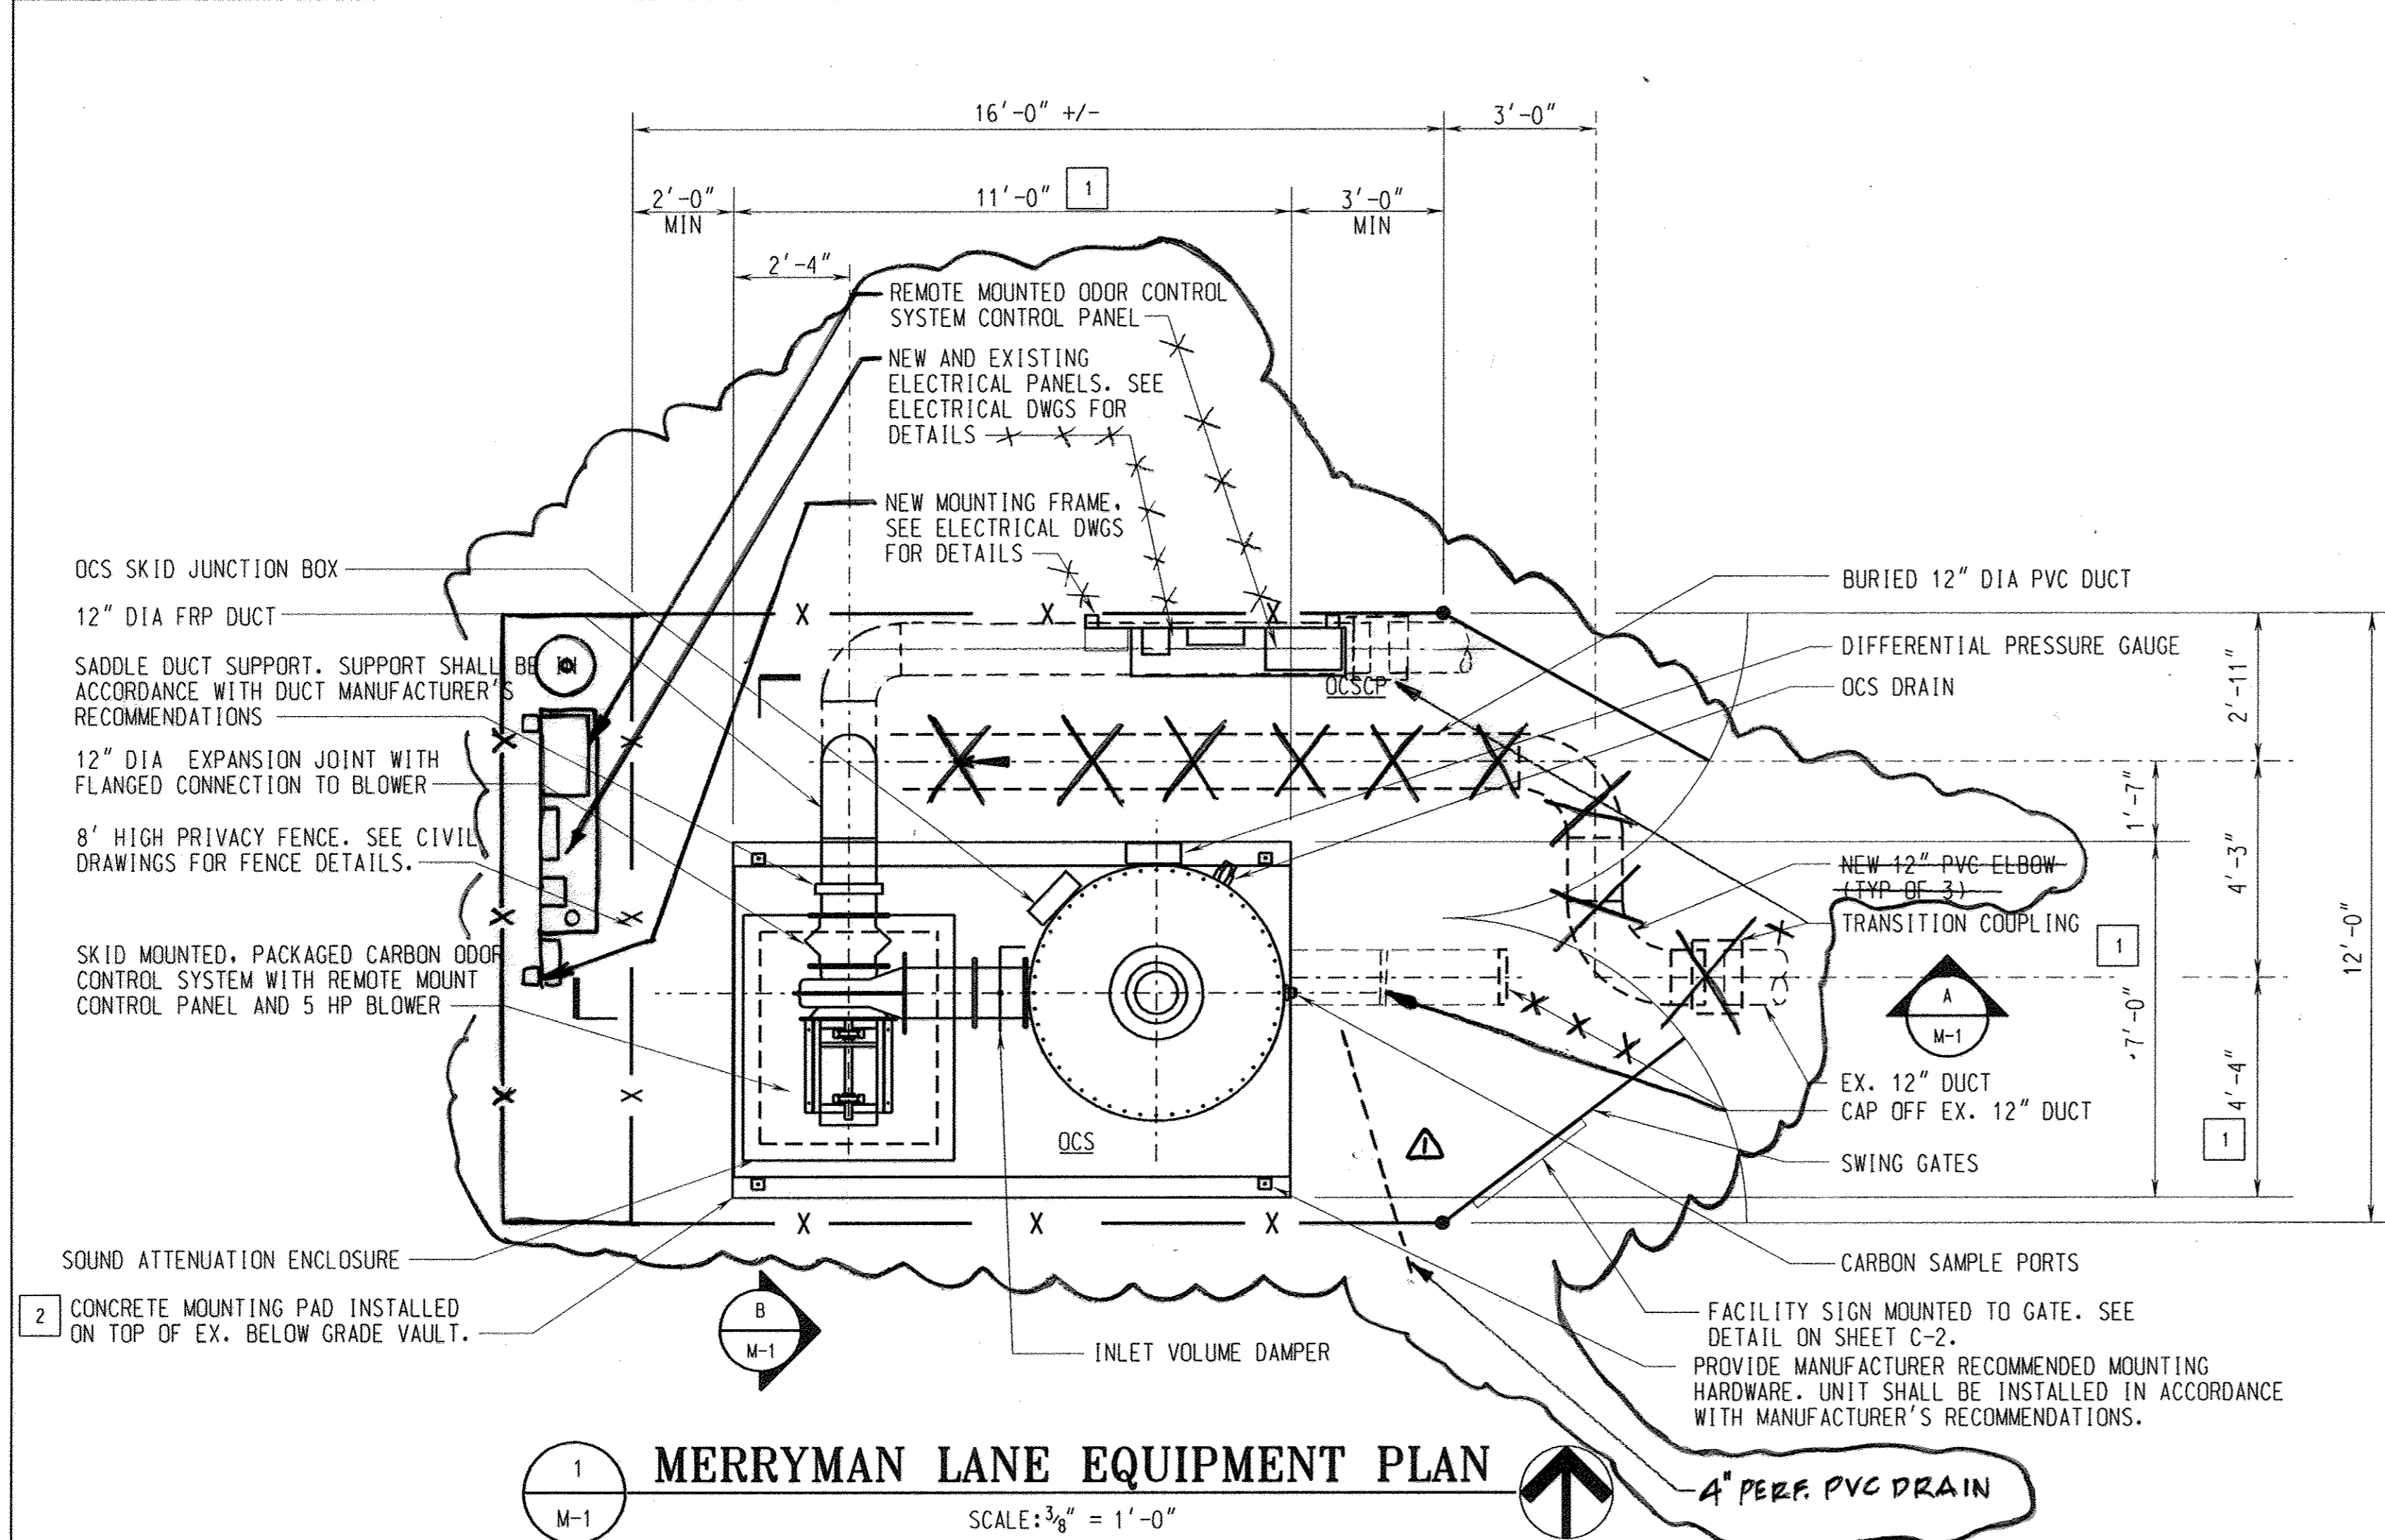 16'-0" +/-
3'-0"
2'-0"
MIN
11'-0"
1
3'-0"
MIN
2'-4"
REMOTE MOUNTED ODOR CONTROL
SYSTEM CONTROL PANEL
NEW AND EXISTING
ELECTRICAL PANELS. SEE
ELECTRICAL DWGS FOR
DETAILS
NEW MOUNTING FRAME.
SEE ELECTRICAL DWGS
FOR DETAILS
OCS SKID JUNCTION BOX
12" DIA FRP DUCT
SADDLE DUCT SUPPORT. SUPPORT SHALL BE IN
ACCORDANCE WITH DUCT MANUFACTURER'S
RECOMMENDATIONS
12" DIA EXPANSION JOINT WITH
FLANGED CONNECTION TO BLOWER
8' HIGH PRIVACY FENCE. SEE CIVIL
DRAWINGS FOR FENCE DETAILS.
SKID MOUNTED, PACKAGED CARBON ODOR
CONTROL SYSTEM WITH REMOTE MOUNT
CONTROL PANEL AND 5 HP BLOWER
SOUND ATTENUATION ENCLOSURE
2
CONCRETE MOUNTING PAD INSTALLED
ON TOP OF EX. BELOW GRADE VAULT.
OCSCP
OCS
1
B
M-1
INLET VOLUME DAMPER
BURIED 12" DIA PVC DUCT
DIFFERENTIAL PRESSURE GAUGE
OCS DRAIN
NEW 12" PVC ELBOW
(TYP OF 3)
TRANSITION COUPLING
A
M-1
EX. 12" DUCT
CAP OFF EX. 12" DUCT
SWING GATES
CARBON SAMPLE PORTS
FACILITY SIGN MOUNTED TO GATE. SEE
DETAIL ON SHEET C-2.
PROVIDE MANUFACTURER RECOMMENDED MOUNTING
HARDWARE. UNIT SHALL BE INSTALLED IN ACCORDANCE
WITH MANUFACTURER'S RECOMMENDATIONS.
2'-11"
1'-7"
4'-3"
12'-0"
1
7'-0"
4'-4"
1
4" PERF. PVC DRAIN
1
M-1
MERRYMAN LANE EQUIPMENT PLAN
SCALE: 3/8" = 1'-0"